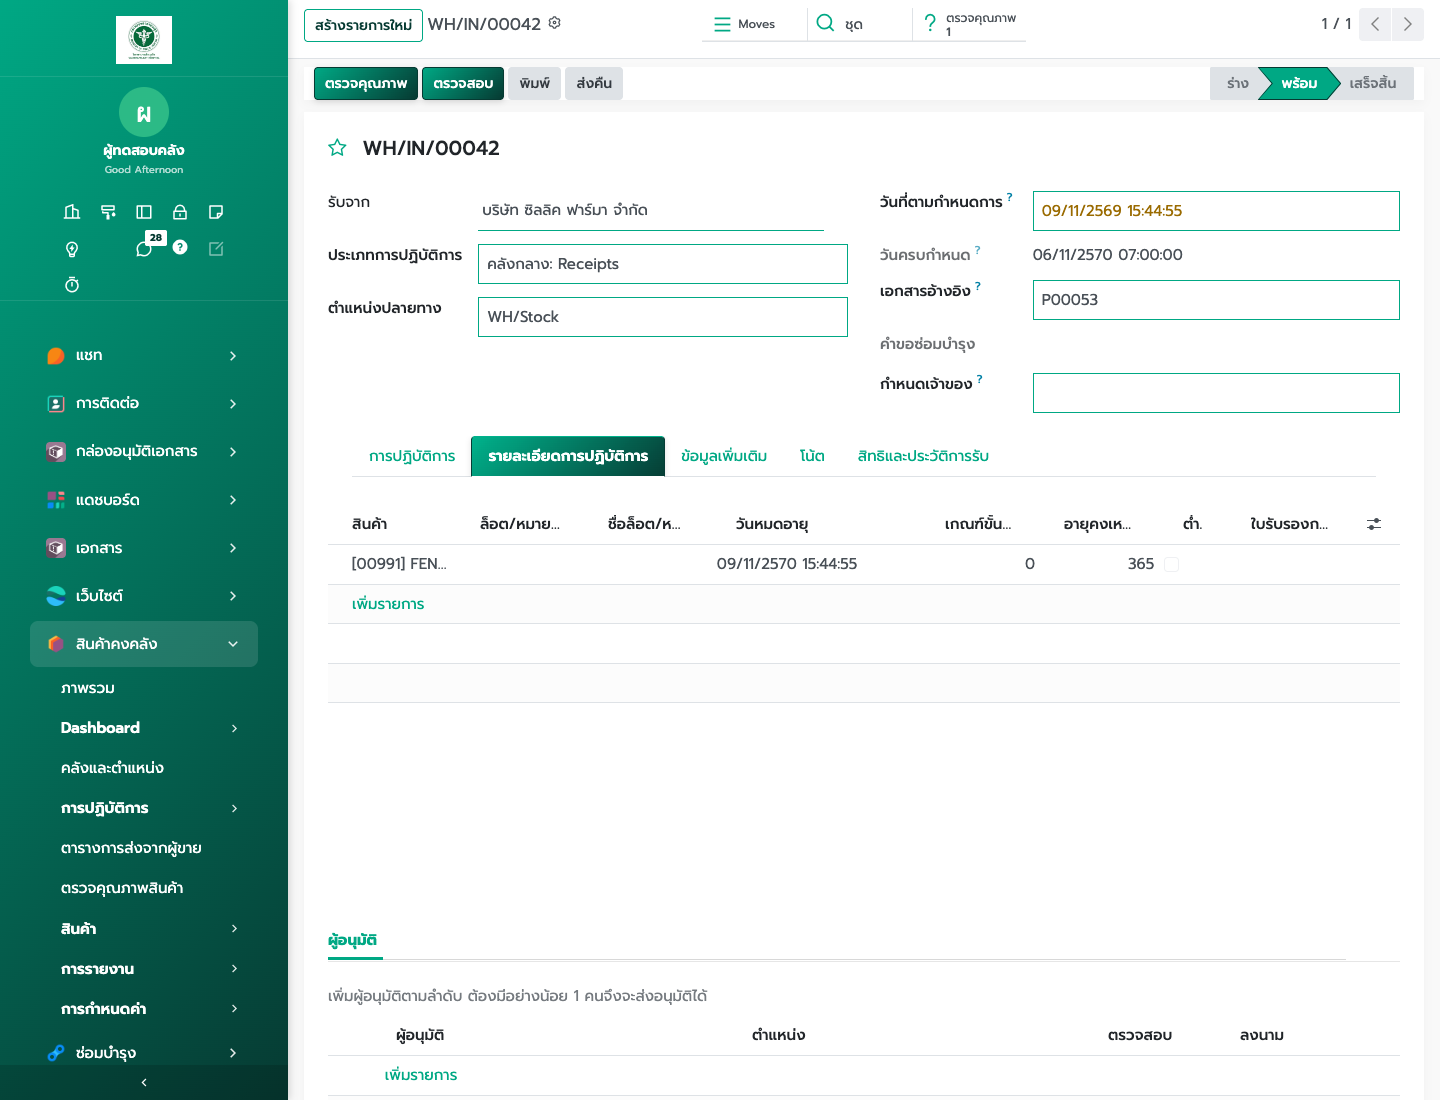 สร้างรายการใหม่ WH/IN/00042
Moves
ชุด
ตรวจคุณภาพ
1
1 / 1
ผ
ผู้ทดสอบคลัง
Good Afternoon
28
แชท
การติดต่อ
กล่องอนุมัติเอกสาร
แดชบอร์ด
เอกสาร
เว็บไซต์
สินค้าคงคลัง
ภาพรวม
Dashboard
คลังและตำแหน่ง
การปฏิบัติการ
ตารางการส่งจากผู้ขาย
ตรวจคุณภาพสินค้า
สินค้า
การรายงาน
การกำหนดค่า
ซ่อมบำรุง
ตรวจคุณภาพ ตรวจสอบ พิมพ์ ส่งคืน
ร่าง พร้อม เสร็จสิ้น
WH/IN/00042
รับจาก บริษัท ซิลลิค ฟาร์มา จำกัด
ประเภทการปฏิบัติการ คลังกลาง: Receipts
ตำแหน่งปลายทาง WH/Stock
วันที่ตามกำหนดการ ? 09/11/2569 15:44:55
วันครบกำหนด ? 06/11/2570 07:00:00
เอกสารอ้างอิง ? P00053
คำขอซ่อมบำรุง
กำหนดเจ้าของ ?
การปฏิบัติการ รายละเอียดการปฏิบัติการ ข้อมูลเพิ่มเติม โน้ต สิทธิและประวัติการรับ
สินค้า ล็อต/หมาย... ชื่อล็อต/ห... วันหมดอายุ เกณฑ์ขั้น... อายุคงเห... ต่ำ. ใบรับรองก...
[00991] FEN... 09/11/2570 15:44:55 0 365
เพิ่มรายการ
ผู้อนุมัติ
เพิ่มผู้อนุมัติตามลำดับ ต้องมีอย่างน้อย 1 คนจึงจะส่งอนุมัติได้
ผู้อนุมัติ ตำแหน่ง ตรวจสอบ ลงนาม
เพิ่มรายการ